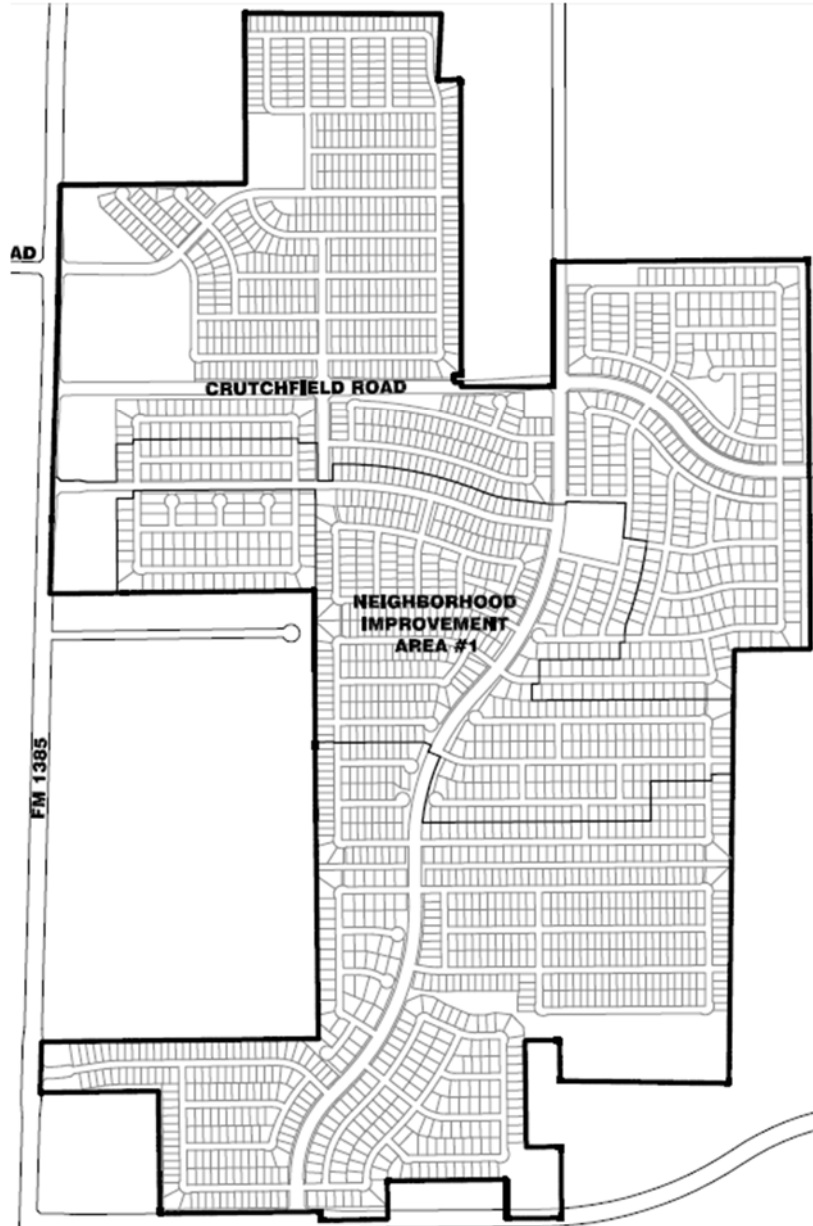 AD
CRUTCHFIELD ROAD
NEIGHBORHOOD
IMPROVEMENT
AREA #1
FM 1385